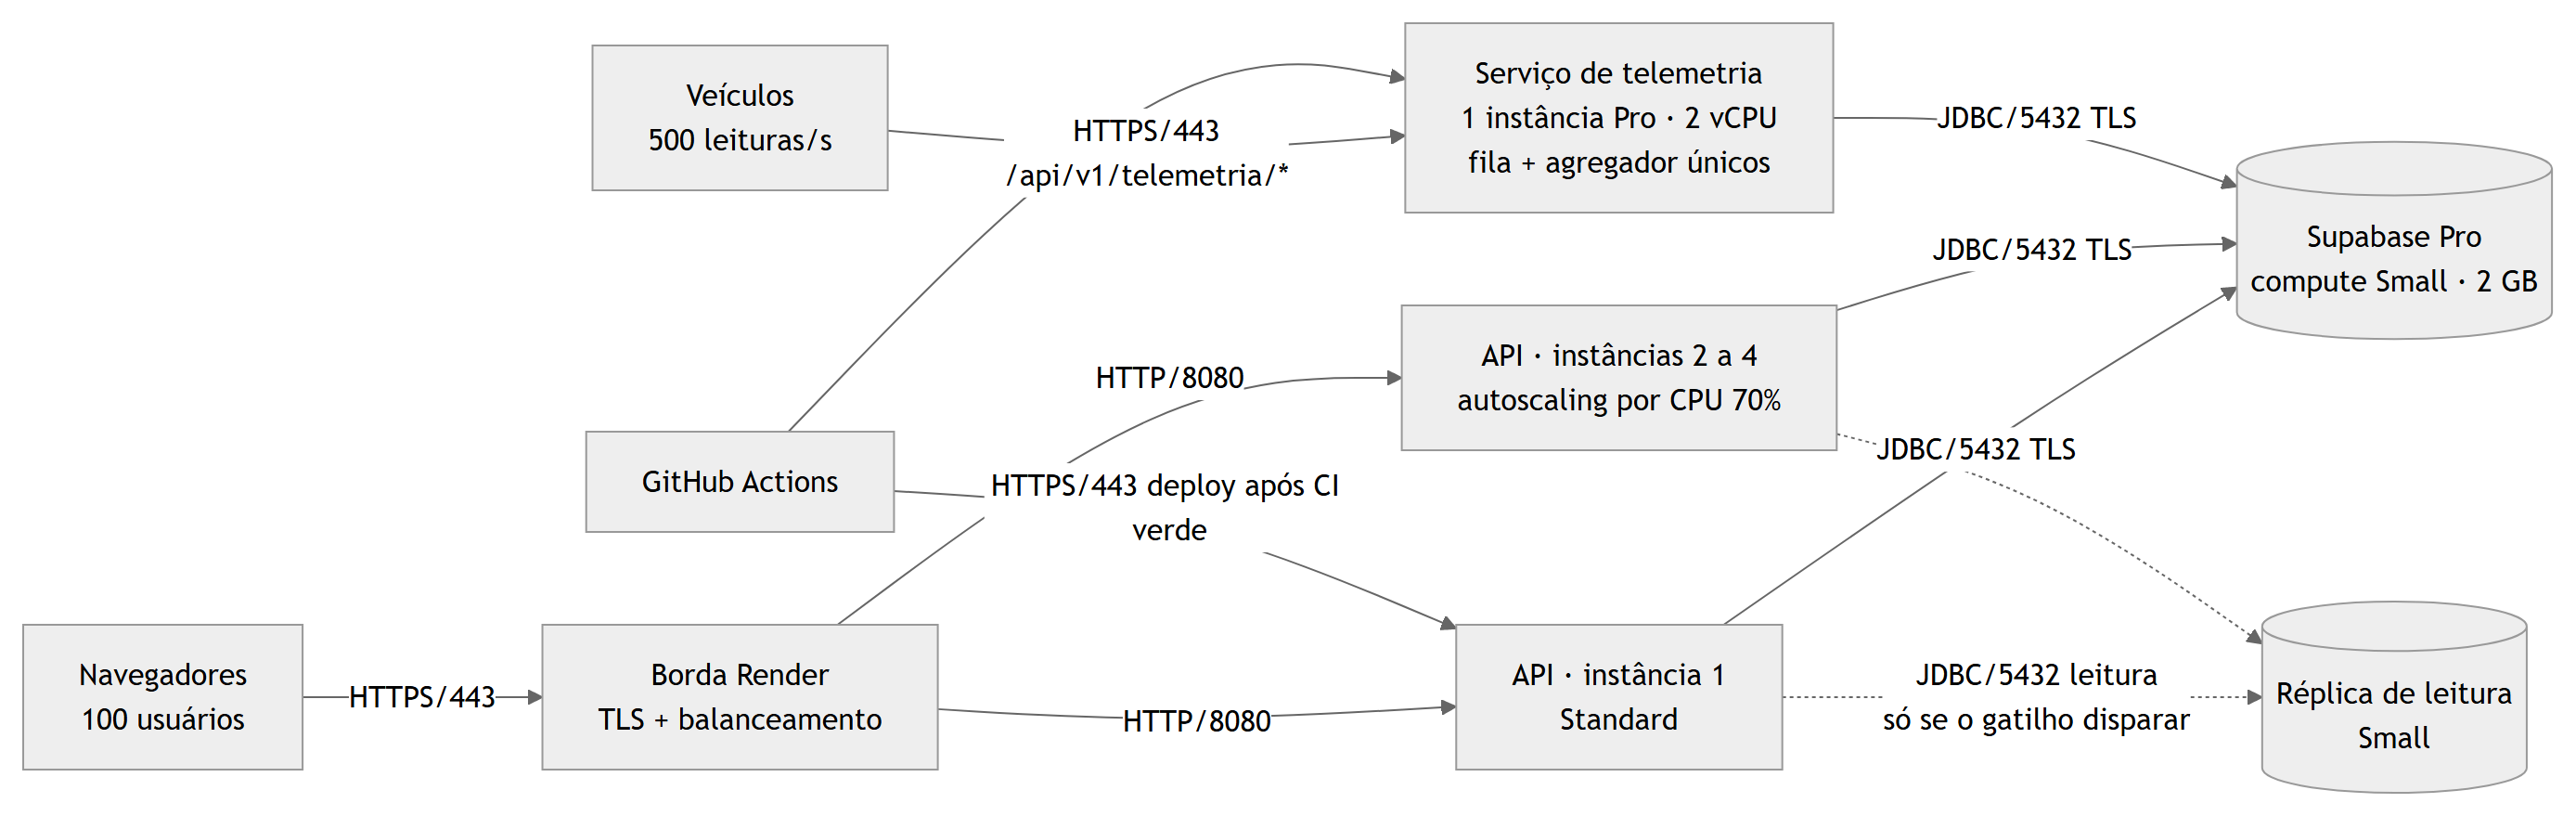 Veículos
500 leituras/s
HTTPS/443
/api/v1/telemetria/*
Serviço de telemetria
1 instância Pro · 2 vCPU
fila + agregador únicos
JDBC/5432 TLS
Supabase Pro
compute Small · 2 GB
JDBC/5432 TLS
API · instâncias 2 a 4
autoscaling por CPU 70%
HTTP/8080
JDBC/5432 TLS
GitHub Actions
HTTPS/443 deploy após CI
verde
Navegadores
100 usuários
HTTPS/443
Borda Render
TLS + balanceamento
HTTP/8080
API · instância 1
Standard
JDBC/5432 leitura
só se o gatilho disparar
Réplica de leitura
Small